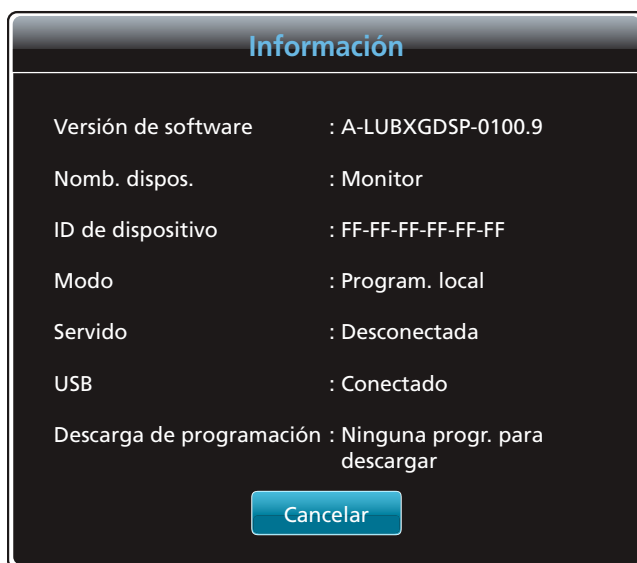 Información
Versión de software : A-LUBXGDSP-0100.9
Nomb. dispos. : Monitor
ID de dispositivo : FF-FF-FF-FF-FF-FF
Modo : Program. local
Servido : Desconectada
USB : Conectado
Descarga de programación : Ninguna progr. para
descargar
Cancelar